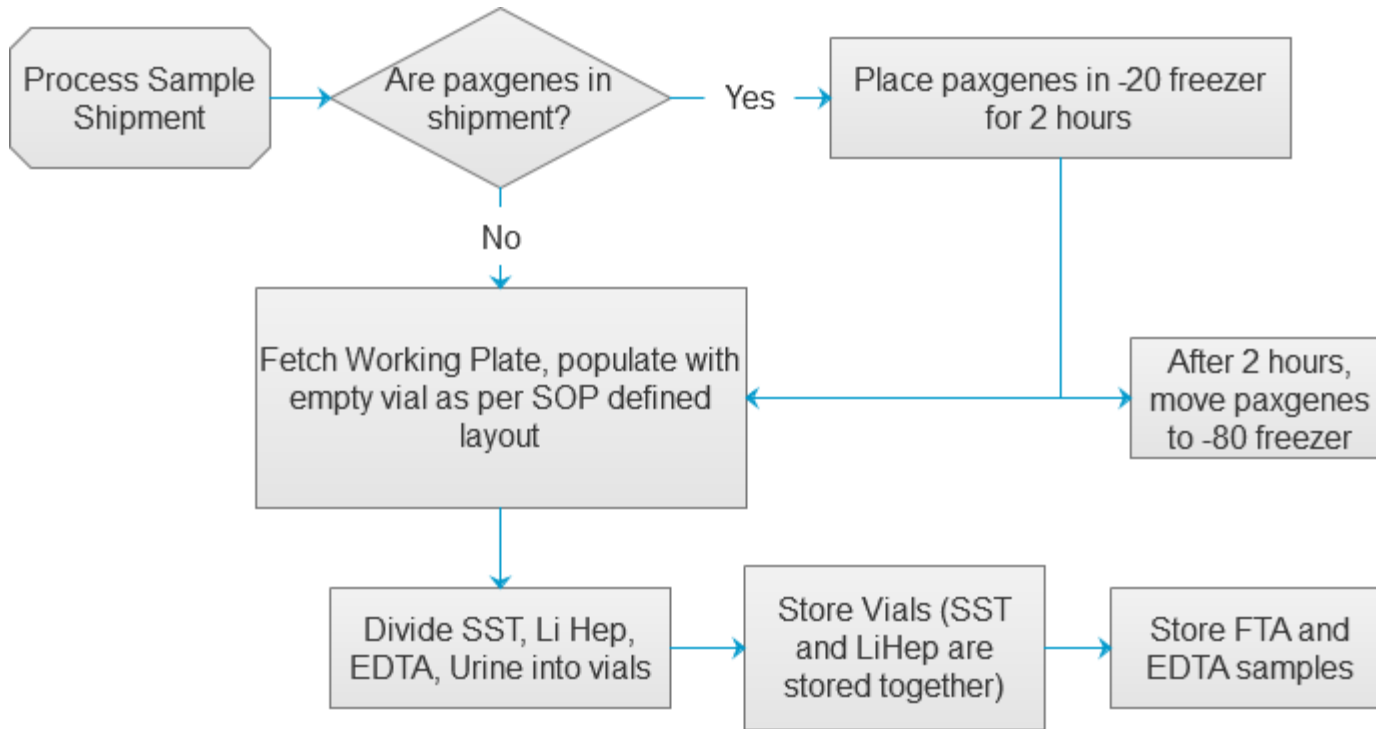 Process Sample
Shipment
Are paxgenes in
shipment?
Yes
Place paxgenes in -20 freezer
for 2 hours
No
Fetch Working Plate, populate with
empty vial as per SOP defined
layout
After 2 hours,
move paxgenes
to -80 freezer
Divide SST, Li Hep,
EDTA, Urine into vials
Store Vials (SST
and LiHep are
stored together)
Store FTA and
EDTA samples